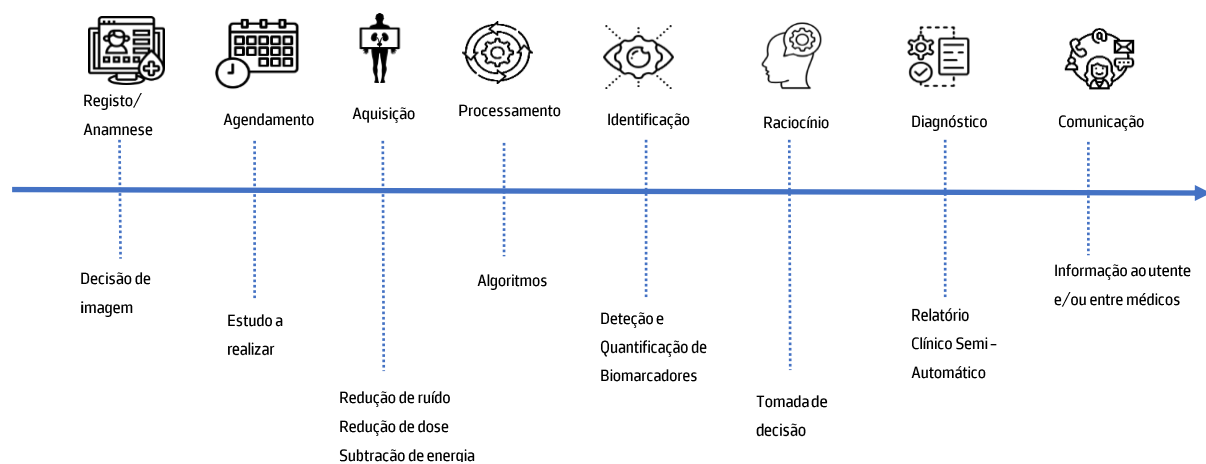 Registo/
Anamnese
Agendamento
Aquisição
Processamento
Identificação
Raciocínio
Diagnóstico
Comunicação
Decisão de
imagem
Estudo a
realizar
Redução de ruído
Redução de dose
Subtração de energia
Algoritmos
Deteção e
Quantificação de
Biomarcadores
Tomada de
decisão
Relatório
Clínico Semi-
Automático
Informação ao utente
e/ou entre médicos